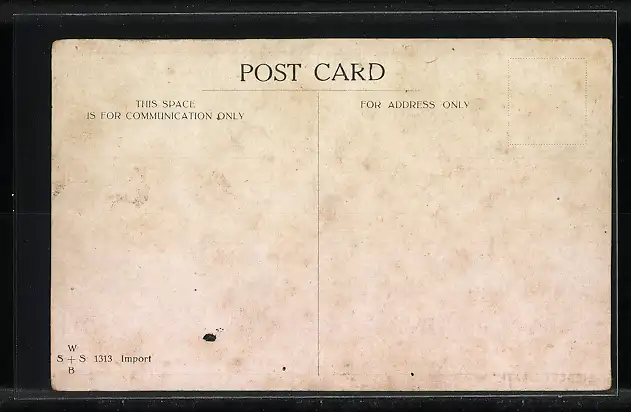 POST CARD
THIS SPACE
IS FOR COMMUNICATION ONLY
FOR ADDRESS ONLY
W
S + S 1313 Import
B